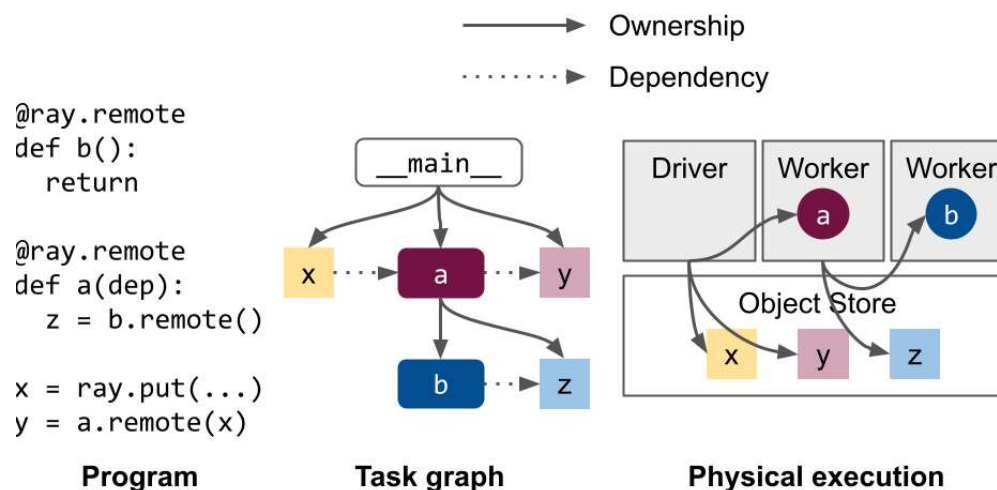 Ownership
Dependency
@ray.remote
def b():
  return
@ray.remote
def a(dep):
  z = b.remote()
x = ray.put(...)
y = a.remote(x)
Program
__main__
x
a
y
b
z
Task graph
Driver
Worker
Worker
a
b
Object Store
x
y
z
Physical execution